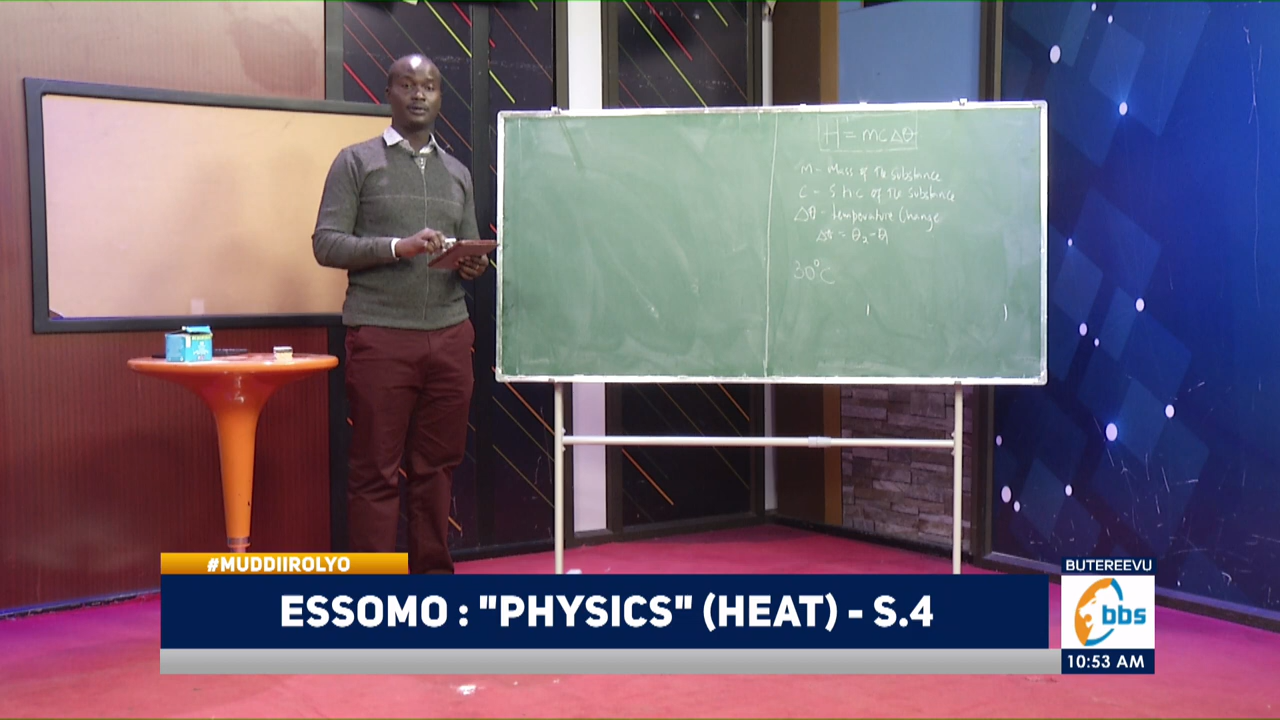 H = mcΔθ
M - Mass of The Substance
C - S.H.C of The Substance
Δθ - Temperature Change
Δθ = θ₂-θ₁
30°C
#MUDDIIROLYO
ESSOMO : "PHYSICS" (HEAT) - S.4
BUTEREEVU
bbs
10:53 AM